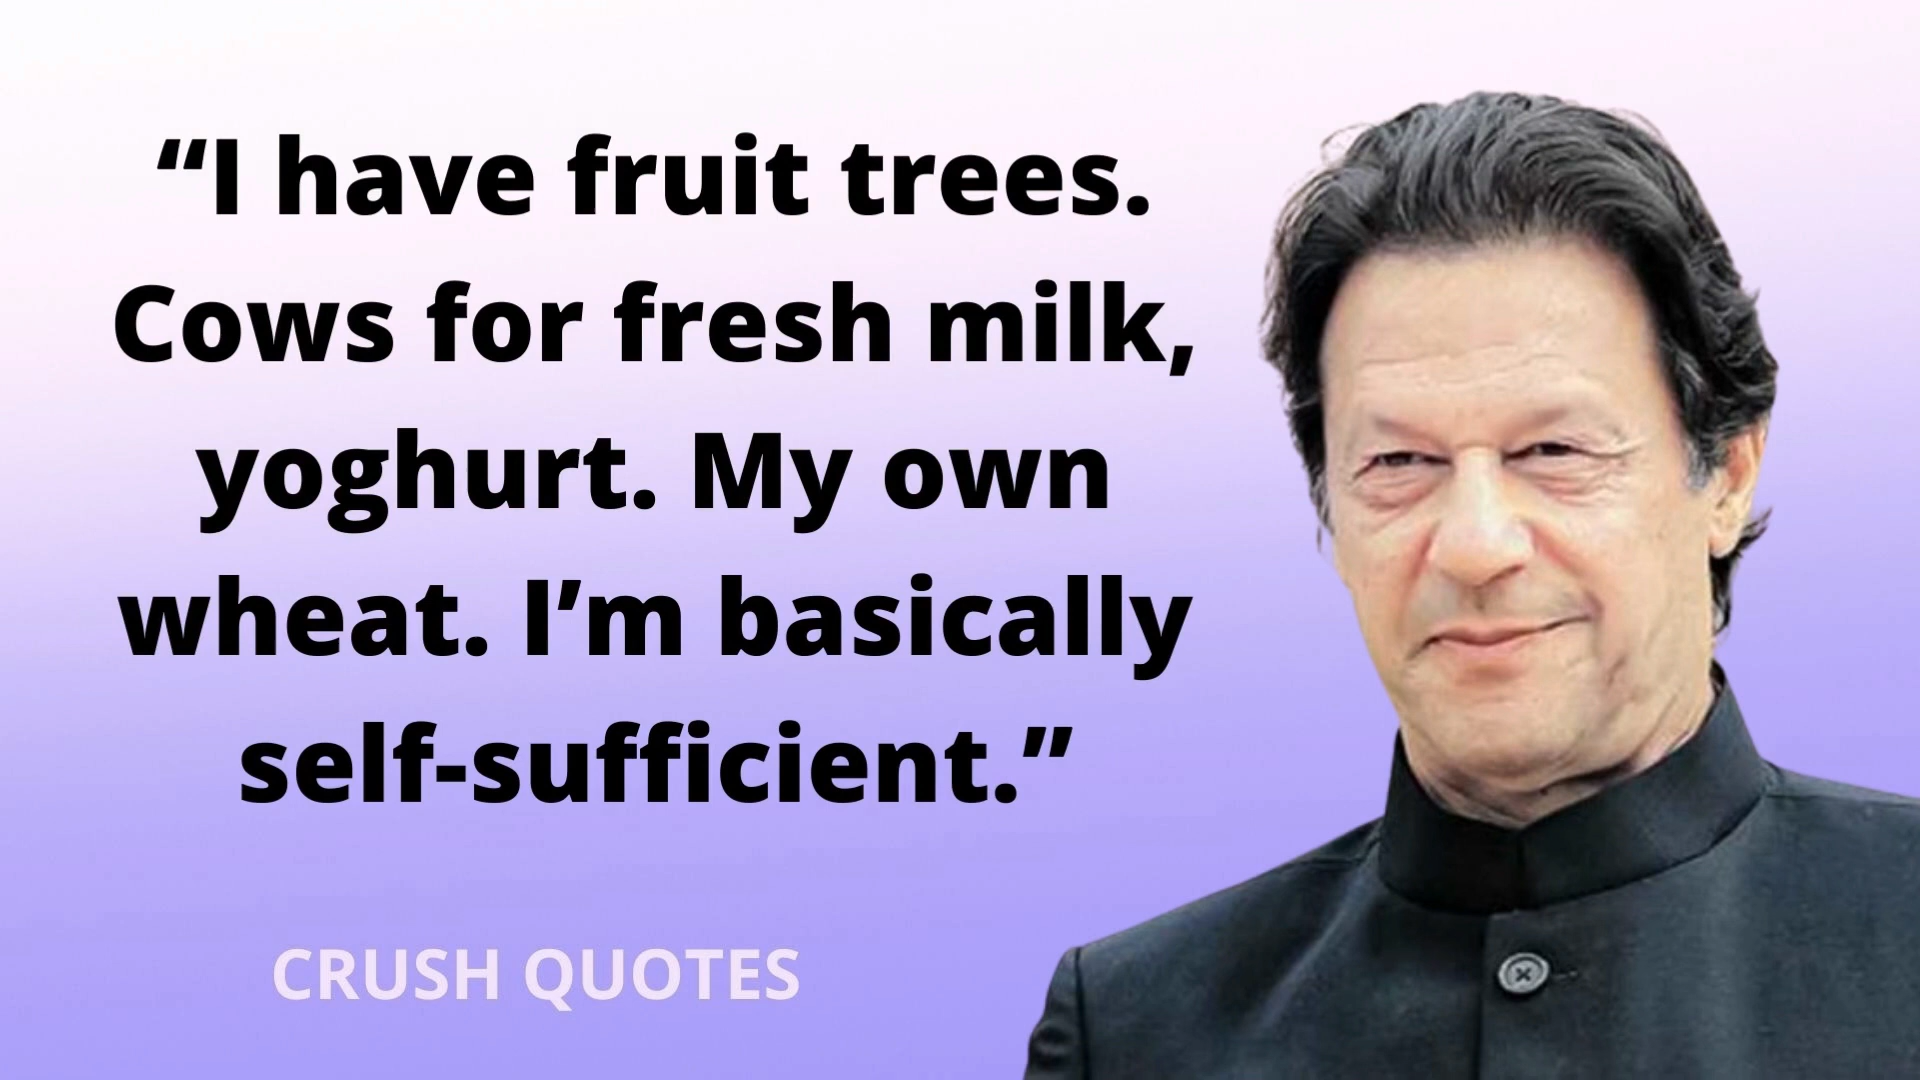 “I have fruit trees.
Cows for fresh milk,
yoghurt. My own
wheat. I’m basically
self-sufficient.”
CRUSH QUOTES